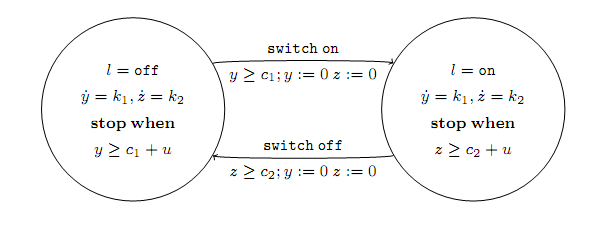 switch on
y ≥ c₁; y := 0 z := 0
l = off
ẏ = k₁, ż = k₂
stop when
y ≥ c₁ + u
l = on
ẏ = k₁, ż = k₂
stop when
z ≥ c₂ + u
switch off
z ≥ c₂; y := 0 z := 0